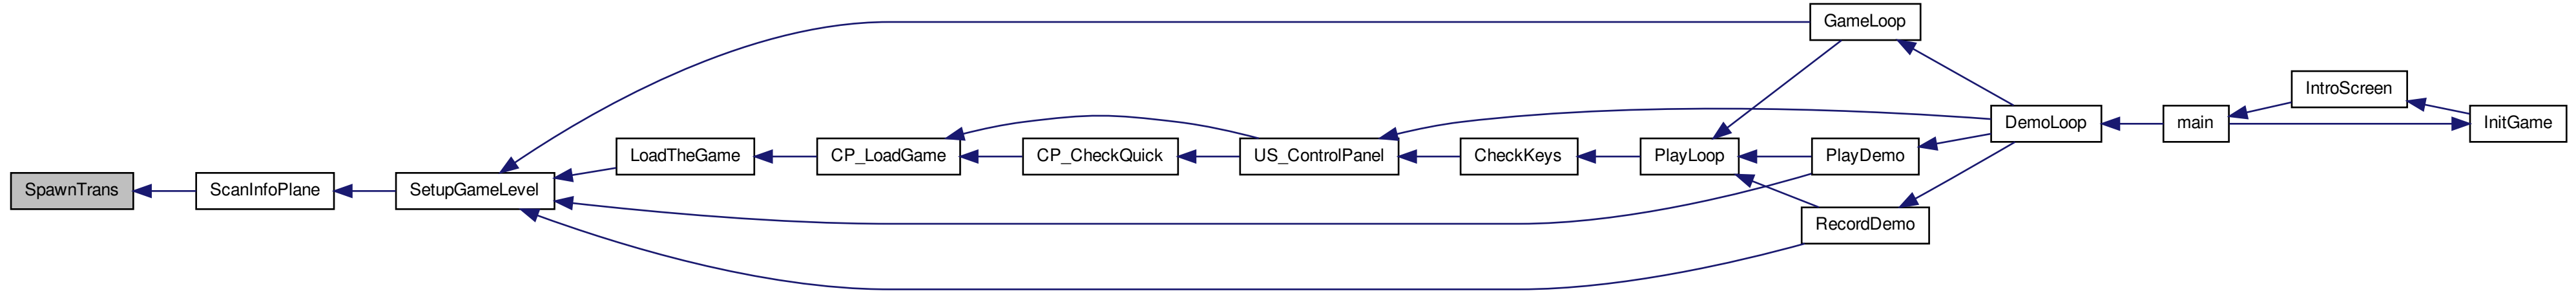 GameLoop
IntroScreen
DemoLoop
main
InitGame
LoadTheGame
CP_LoadGame
CP_CheckQuick
US_ControlPanel
CheckKeys
PlayLoop
PlayDemo
SpawnTrans
ScanInfoPlane
SetupGameLevel
RecordDemo